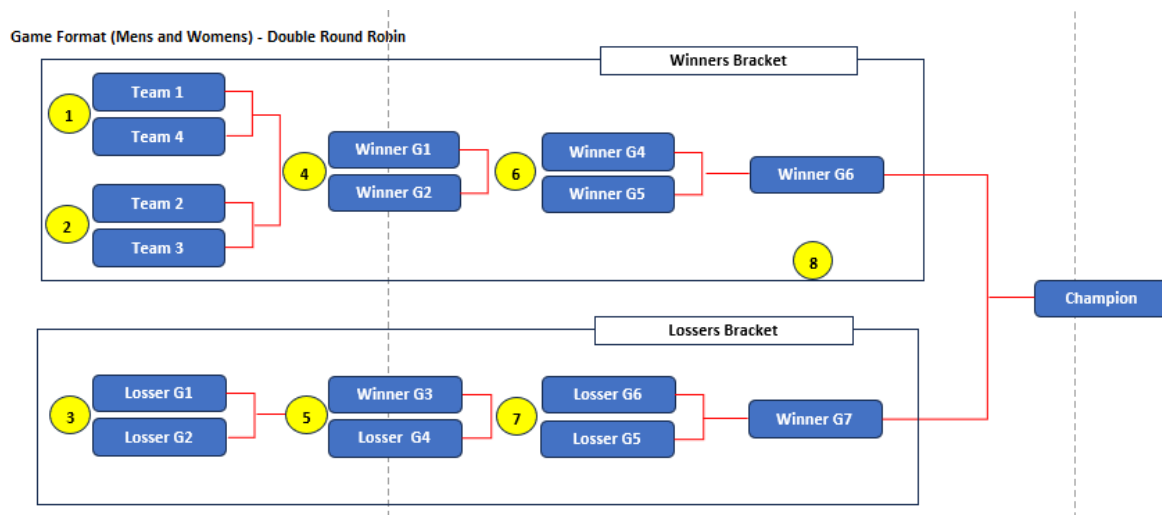 Game Format (Mens and Womens) - Double Round Robin
Winners Bracket
1
Team 1
Team 4
2
Team 2
Team 3
4
Winner G1
Winner G2
6
Winner G4
Winner G5
Winner G6
8
Champion
Lossers Bracket
3
Losser G1
Losser G2
5
Winner G3
Losser G4
7
Losser G6
Losser G5
Winner G7